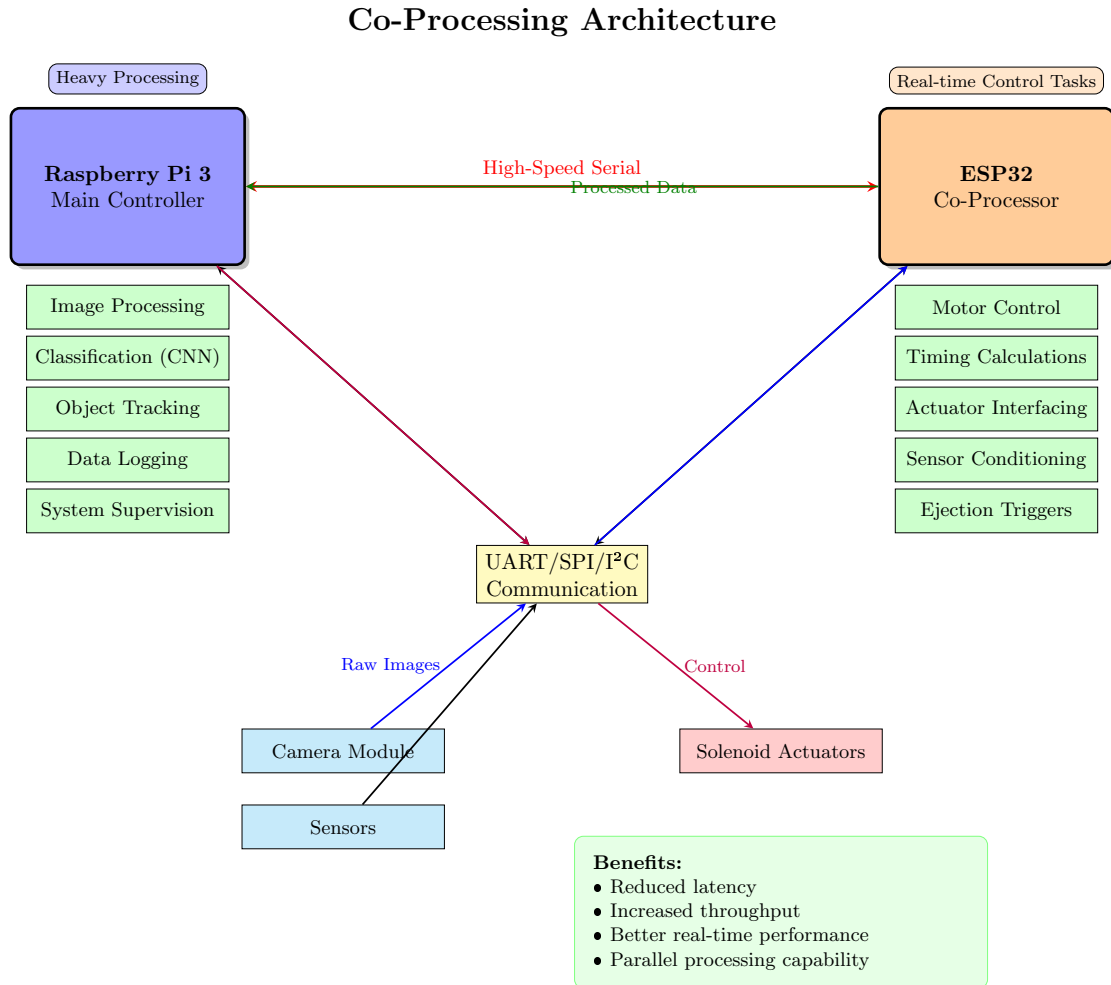 Co-Processing Architecture
Heavy Processing
Real-time Control Tasks
Raspberry Pi 3
Main Controller
High-Speed Serial
Processed Data
ESP32
Co-Processor
Image Processing
Classification (CNN)
Object Tracking
Data Logging
System Supervision
Motor Control
Timing Calculations
Actuator Interfacing
Sensor Conditioning
Ejection Triggers
UART/SPI/I²C
Communication
Raw Images
Control
Camera Module
Solenoid Actuators
Sensors
Benefits:
• Reduced latency
• Increased throughput
• Better real-time performance
• Parallel processing capability